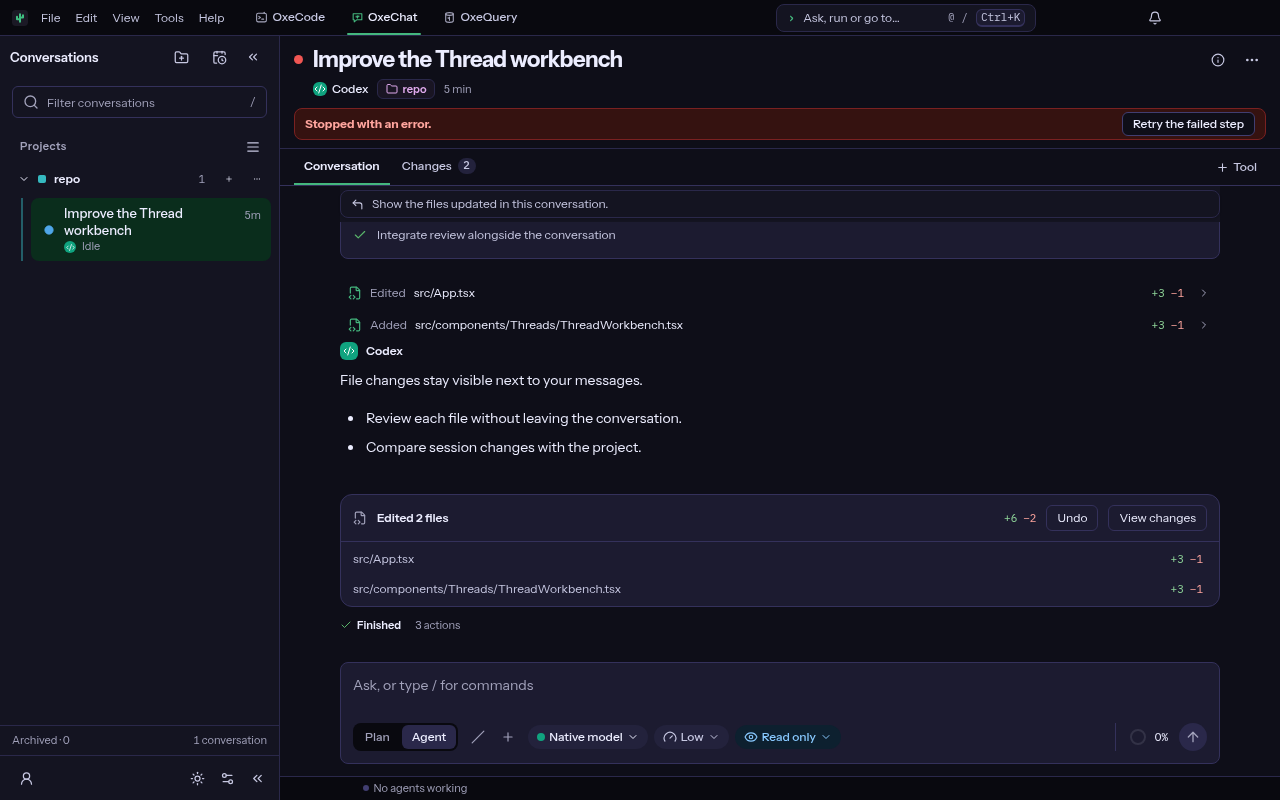 File Edit View Tools Help
OxeCode
OxeChat
OxeQuery
Ask, run or go to...
@ /
Ctrl+K
Conversations
Filter conversations
/
Projects
repo
1
Improve the Thread
workbench
5m
Idle
Archived · 0
1 conversation
Improve the Thread workbench
Codex
repo
5 min
Stopped with an error.
Retry the failed step
Conversation
Changes 2
+ Tool
Show the files updated in this conversation.
Integrate review alongside the conversation
Edited src/App.tsx +3 −1
Added src/components/Threads/ThreadWorkbench.tsx +3 −1
Codex
File changes stay visible next to your messages.
• Review each file without leaving the conversation.
• Compare session changes with the project.
Edited 2 files
+6 −2
Undo
View changes
src/App.tsx +3 −1
src/components/Threads/ThreadWorkbench.tsx +3 −1
Finished 3 actions
Ask, or type / for commands
Plan
Agent
Native model
Low
Read only
0%
No agents working